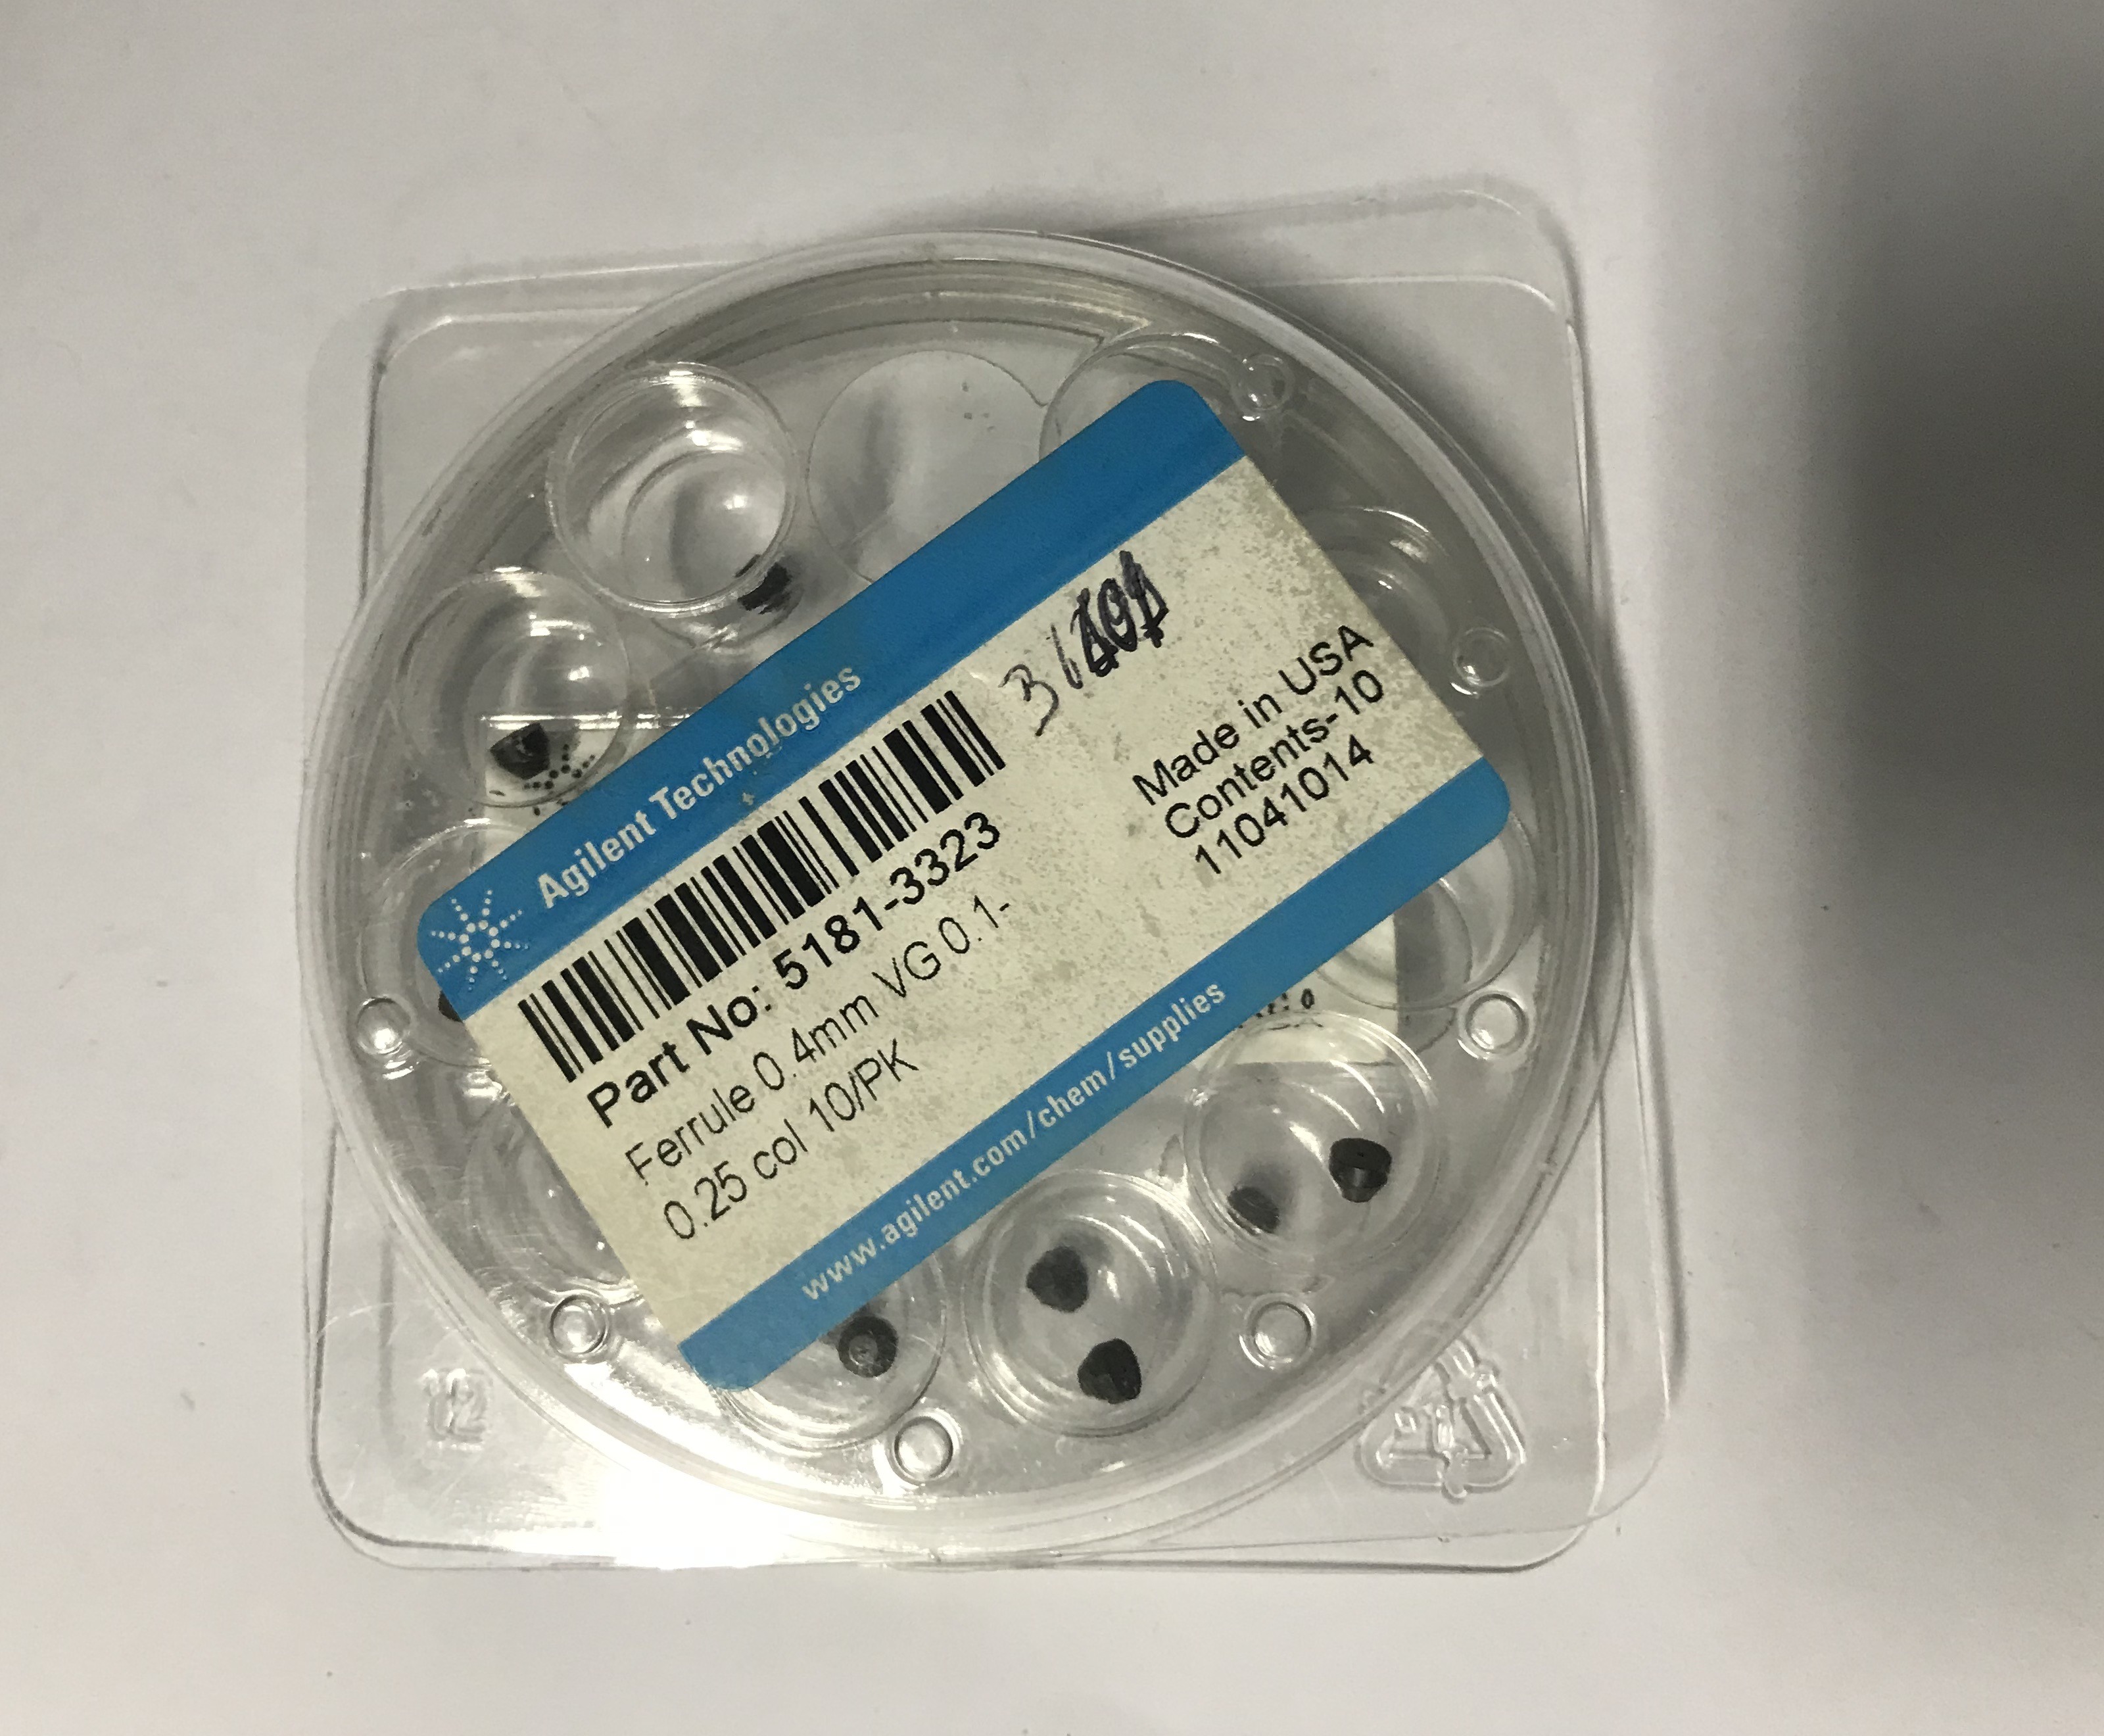 Agilent Technologies
Part No: 5181-3323
Ferrule 0.4mm VG 0.1-
0.25 col 10/PK
Made in USA
Contents-10
11041014
www.agilent.com/chem/supplies
12